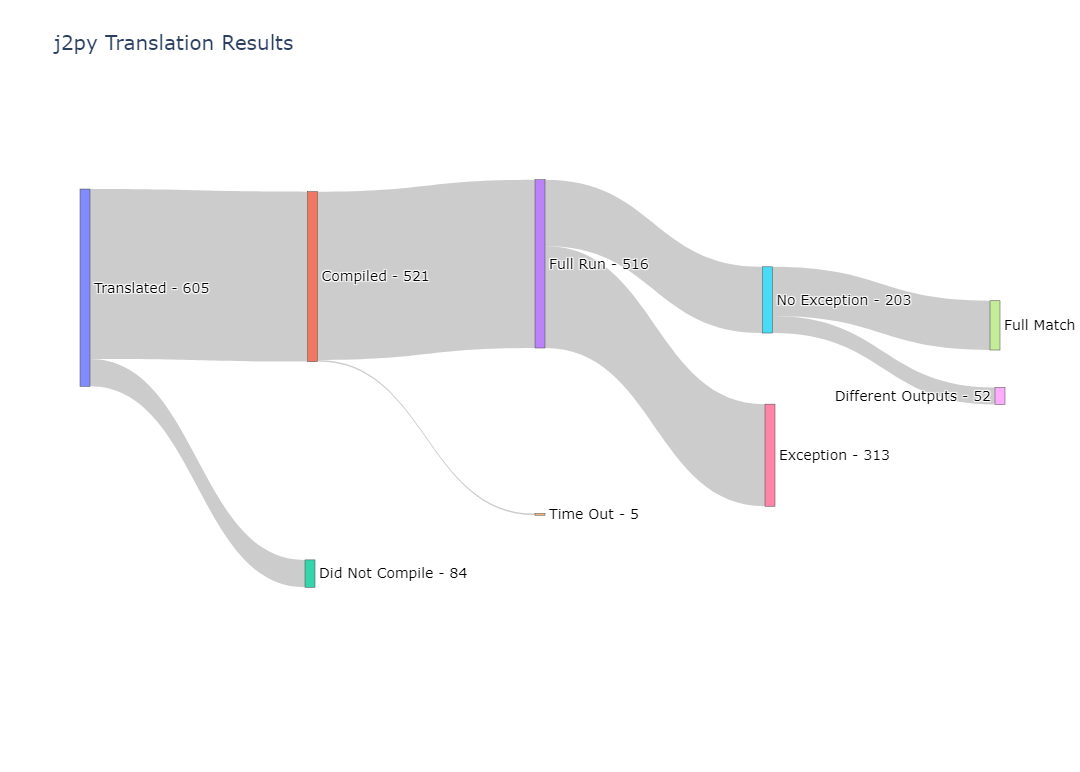 j2py Translation Results
Translated - 605
Compiled - 521
Full Run - 516
No Exception - 203
Full Match
Different Outputs - 52
Exception - 313
Time Out - 5
Did Not Compile - 84